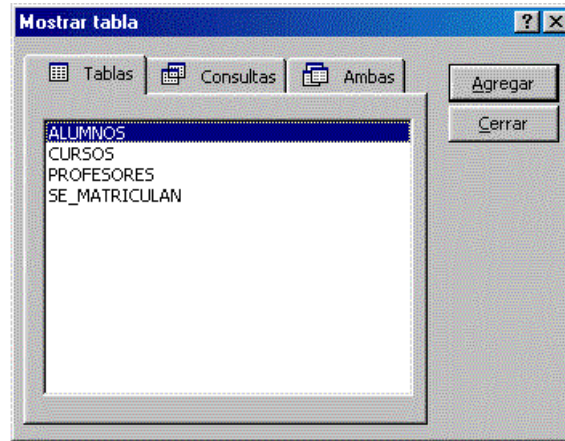 Mostrar tabla
Tablas Consultas Ambas
Agregar
Cerrar
ALUMNOS
CURSOS
PROFESORES
SE_MATRICULAN